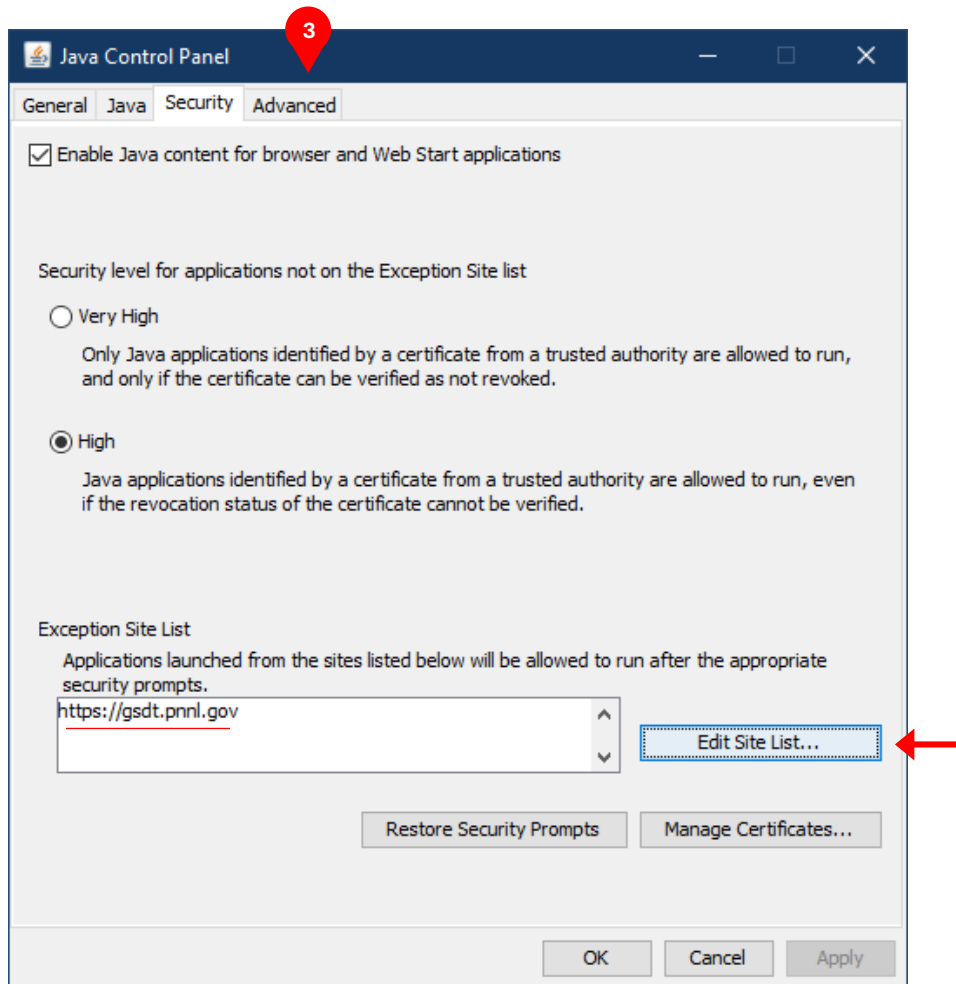 3
Java Control Panel
General Java Security Advanced
Enable Java content for browser and Web Start applications
Security level for applications not on the Exception Site list
Very High
Only Java applications identified by a certificate from a trusted authority are allowed to run,
and only if the certificate can be verified as not revoked.
High
Java applications identified by a certificate from a trusted authority are allowed to run, even
if the revocation status of the certificate cannot be verified.
Exception Site List
Applications launched from the sites listed below will be allowed to run after the appropriate
security prompts.
https://gsdt.pnnl.gov
Edit Site List...
Restore Security Prompts Manage Certificates...
OK Cancel Apply